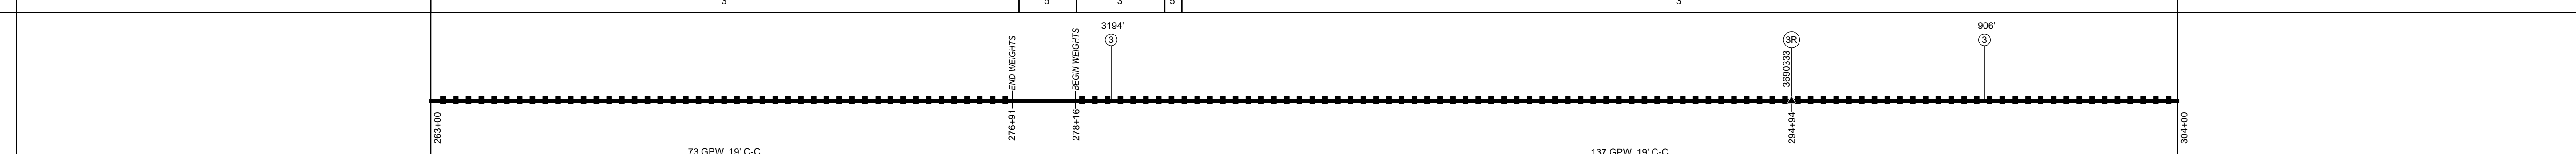 3 5 3 5 3
3194'
3
END WEIGHTS
BEGIN WEIGHTS
3690333
3R
906'
3
263+00
276+91
278+16
294+94
304+00
73 GPW, 19' C-C
137 GPW, 19' C-C